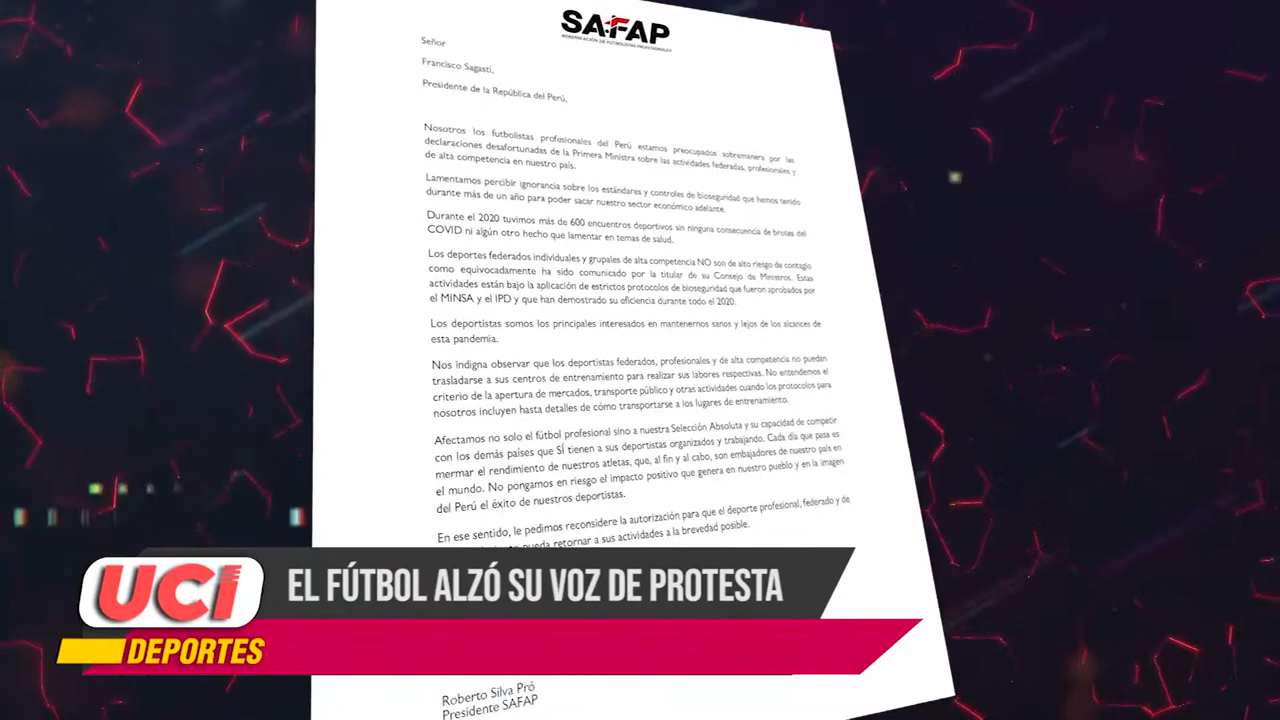 SAFAP
AGREMIACIÓN DE FUTBOLISTAS PROFESIONALES
Señor
Francisco Sagasti,
Presidente de la República del Perú,
Nosotros los futbolistas profesionales del Perú estamos preocupados sobremanera por las
declaraciones desafortunadas de la Primera Ministra sobre las actividades federadas, profesionales y
de alta competencia en nuestro país.
Lamentamos percibir ignorancia sobre los estándares y controles de bioseguridad que hemos tenido
durante más de un año para poder sacar nuestro sector económico adelante.
Durante el 2020 tuvimos más de 600 encuentros deportivos sin ninguna consecuencia de brotes del
COVID ni algún otro hecho que lamentar en temas de salud.
Los deportes federados individuales y grupales de alta competencia NO son de alto riesgo de contagio
como equivocadamente ha sido comunicado por la titular de su Consejo de Ministros. Estas
actividades están bajo la aplicación de estrictos protocolos de bioseguridad que fueron aprobados por
el MINSA y el IPD y que han demostrado su eficiencia durante todo el 2020.
Los deportistas somos los principales interesados en mantenernos sanos y lejos de los alcances de
esta pandemia.
Nos indigna observar que los deportistas federados, profesionales y de alta competencia no puedan
trasladarse a sus centros de entrenamiento para realizar sus labores respectivas. No entendemos el
criterio de la apertura de mercados, transporte público y otras actividades cuando los protocolos para
nosotros incluyen hasta detalles de cómo transportarse a los lugares de entrenamiento.
Afectamos no solo el fútbol profesional sino a nuestra Selección Absoluta y su capacidad de competir
con los demás países que SÍ tienen a sus deportistas organizados y trabajando. Cada día que pasa es
mermar el rendimiento de nuestros atletas, que, al fin y al cabo, son embajadores de nuestro país en
el mundo. No pongamos en riesgo el impacto positivo que genera en nuestro pueblo y en la imagen
del Perú el éxito de nuestros deportistas.
En ese sentido, le pedimos reconsidere la autorización para que el deporte profesional, federado y de
pueda retornar a sus actividades a la brevedad posible.
UCI
DEPORTES
EL FÚTBOL ALZÓ SU VOZ DE PROTESTA
Roberto Silva Pró
Presidente SAFAP